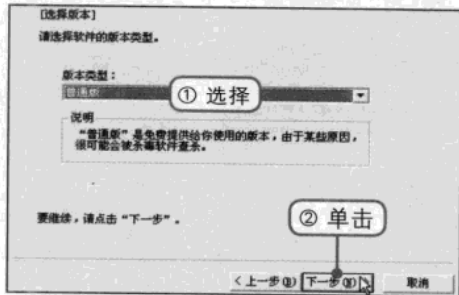 [选择版本]
请选择软件的版本类型。
版本类型：
普通版
① 选择
说明
“普通版”是免费提供给你使用的版本，由于某些原因，
很可能会被杀毒软件查杀。
要继续，请点击“下一步”。
② 单击
<上一步(B) 下一步(N) 取消